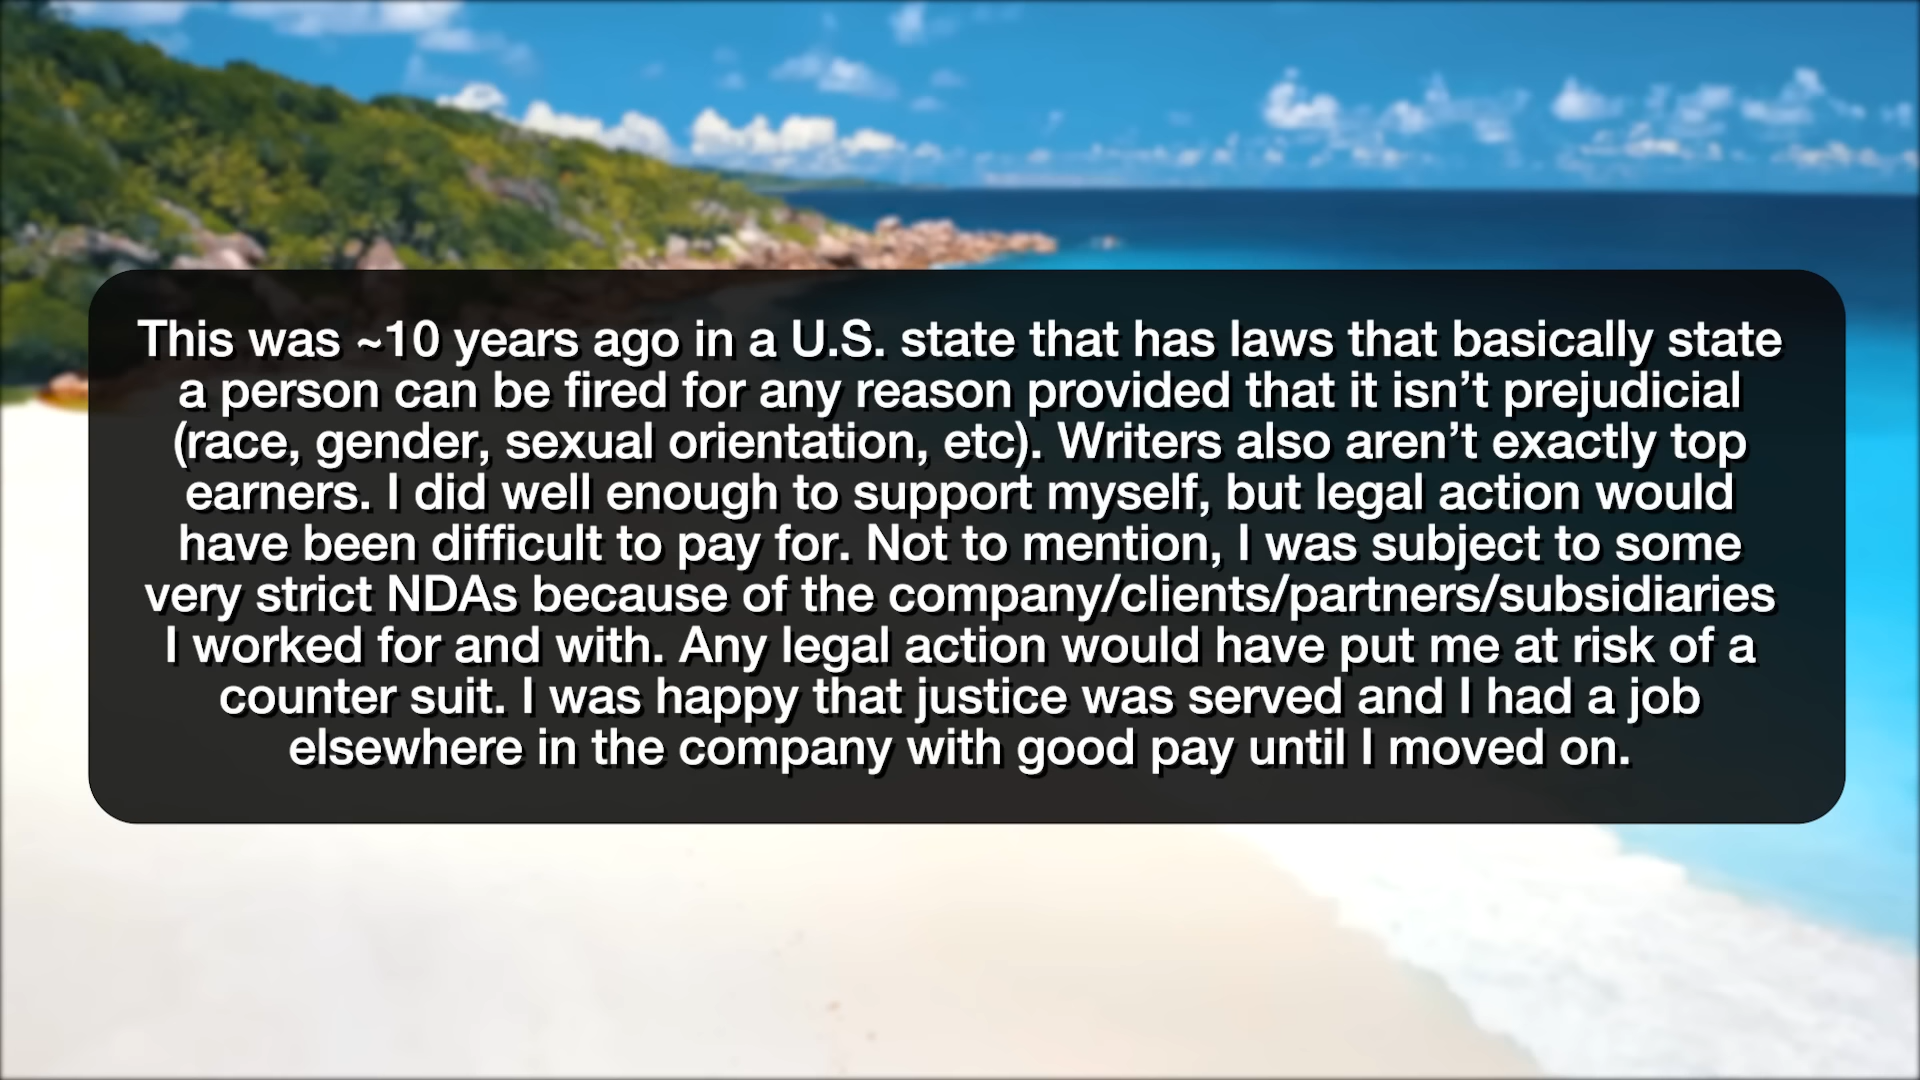 This was ~10 years ago in a U.S. state that has laws that basically state
a person can be fired for any reason provided that it isn’t prejudicial
(race, gender, sexual orientation, etc). Writers also aren’t exactly top
earners. I did well enough to support myself, but legal action would
have been difficult to pay for. Not to mention, I was subject to some
very strict NDAs because of the company/clients/partners/subsidiaries
I worked for and with. Any legal action would have put me at risk of a
counter suit. I was happy that justice was served and I had a job
elsewhere in the company with good pay until I moved on.